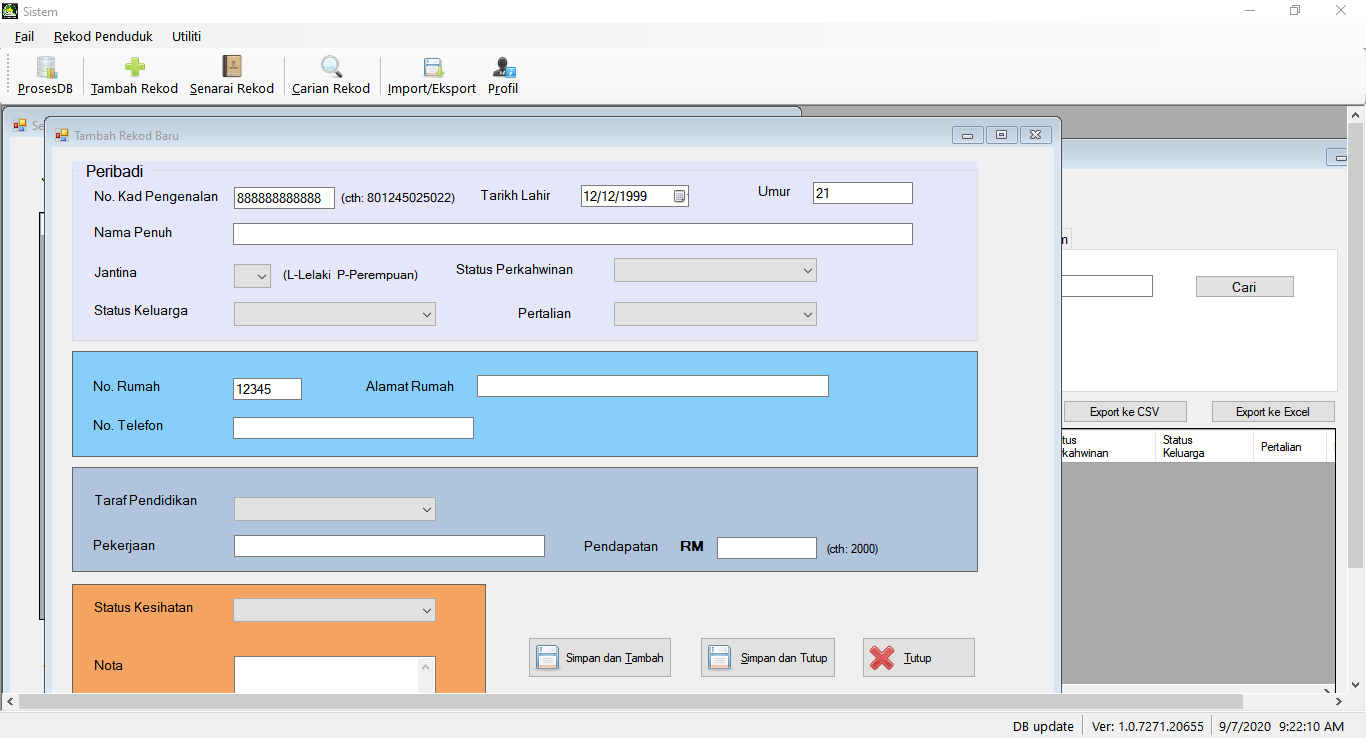 Sistem
Fail Rekod Penduduk Utiliti
ProsesDB Tambah Rekod Senarai Rekod Carian Rekod Import/Eksport Profil
Tambah Rekod Baru
Peribadi
No. Kad Pengenalan 888888888888 (cth: 801245025022) Tarikh Lahir 12/12/1999 Umur 21
Nama Penuh
Jantina (L-Lelaki P-Perempuan) Status Perkahwinan
Status Keluarga Pertalian
Cari
No. Rumah 12345 Alamat Rumah
No. Telefon
Export ke CSV Export ke Excel
Status
Keluarga
Pertalian
Taraf Pendidikan
Pekerjaan Pendapatan RM (cth: 2000)
Status Kesihatan
Nota
Simpan dan Tambah Simpan dan Tutup Tutup
DB update Ver: 1.0.7271.20655 9/7/2020 9:22:10 AM